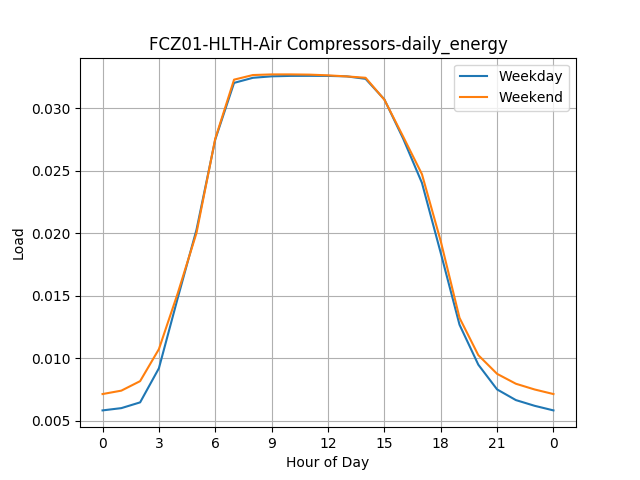 FCZ01-HLTH-Air Compressors-daily_energy
Weekday
Weekend
0.030
0.025
0.020
0.015
0.010
0.005
Load
0 3 6 9 12 15 18 21 0
Hour of Day